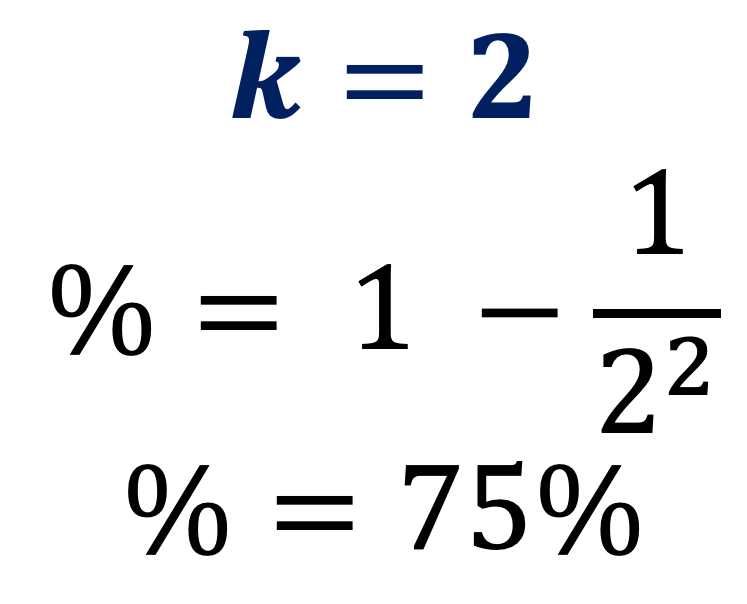 k = 2
% = 1 − 1/2²
% = 75%